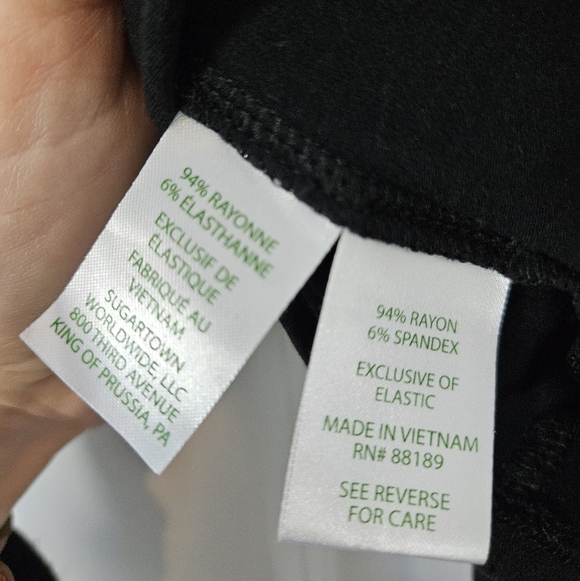 94% RAYONNE
6% ÉLASTHANNE
EXCLUSIF DE
ÉLASTIQUE
FABRIQUÉ AU
VIETNAM
SUGARTOWN
WORLDWIDE, LLC
800 THIRD AVENUE
KING OF PRUSSIA, PA
94% RAYON
6% SPANDEX
EXCLUSIVE OF
ELASTIC
MADE IN VIETNAM
RN# 88189
SEE REVERSE
FOR CARE